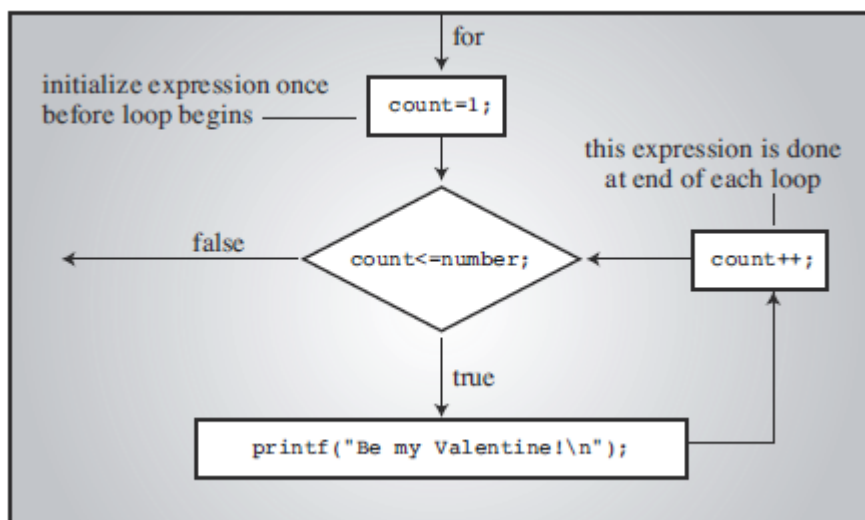 for
initialize expression once
before loop begins
count=1;
this expression is done
at end of each loop
false
count<=number;
count++;
true
printf("Be my Valentine!\n");